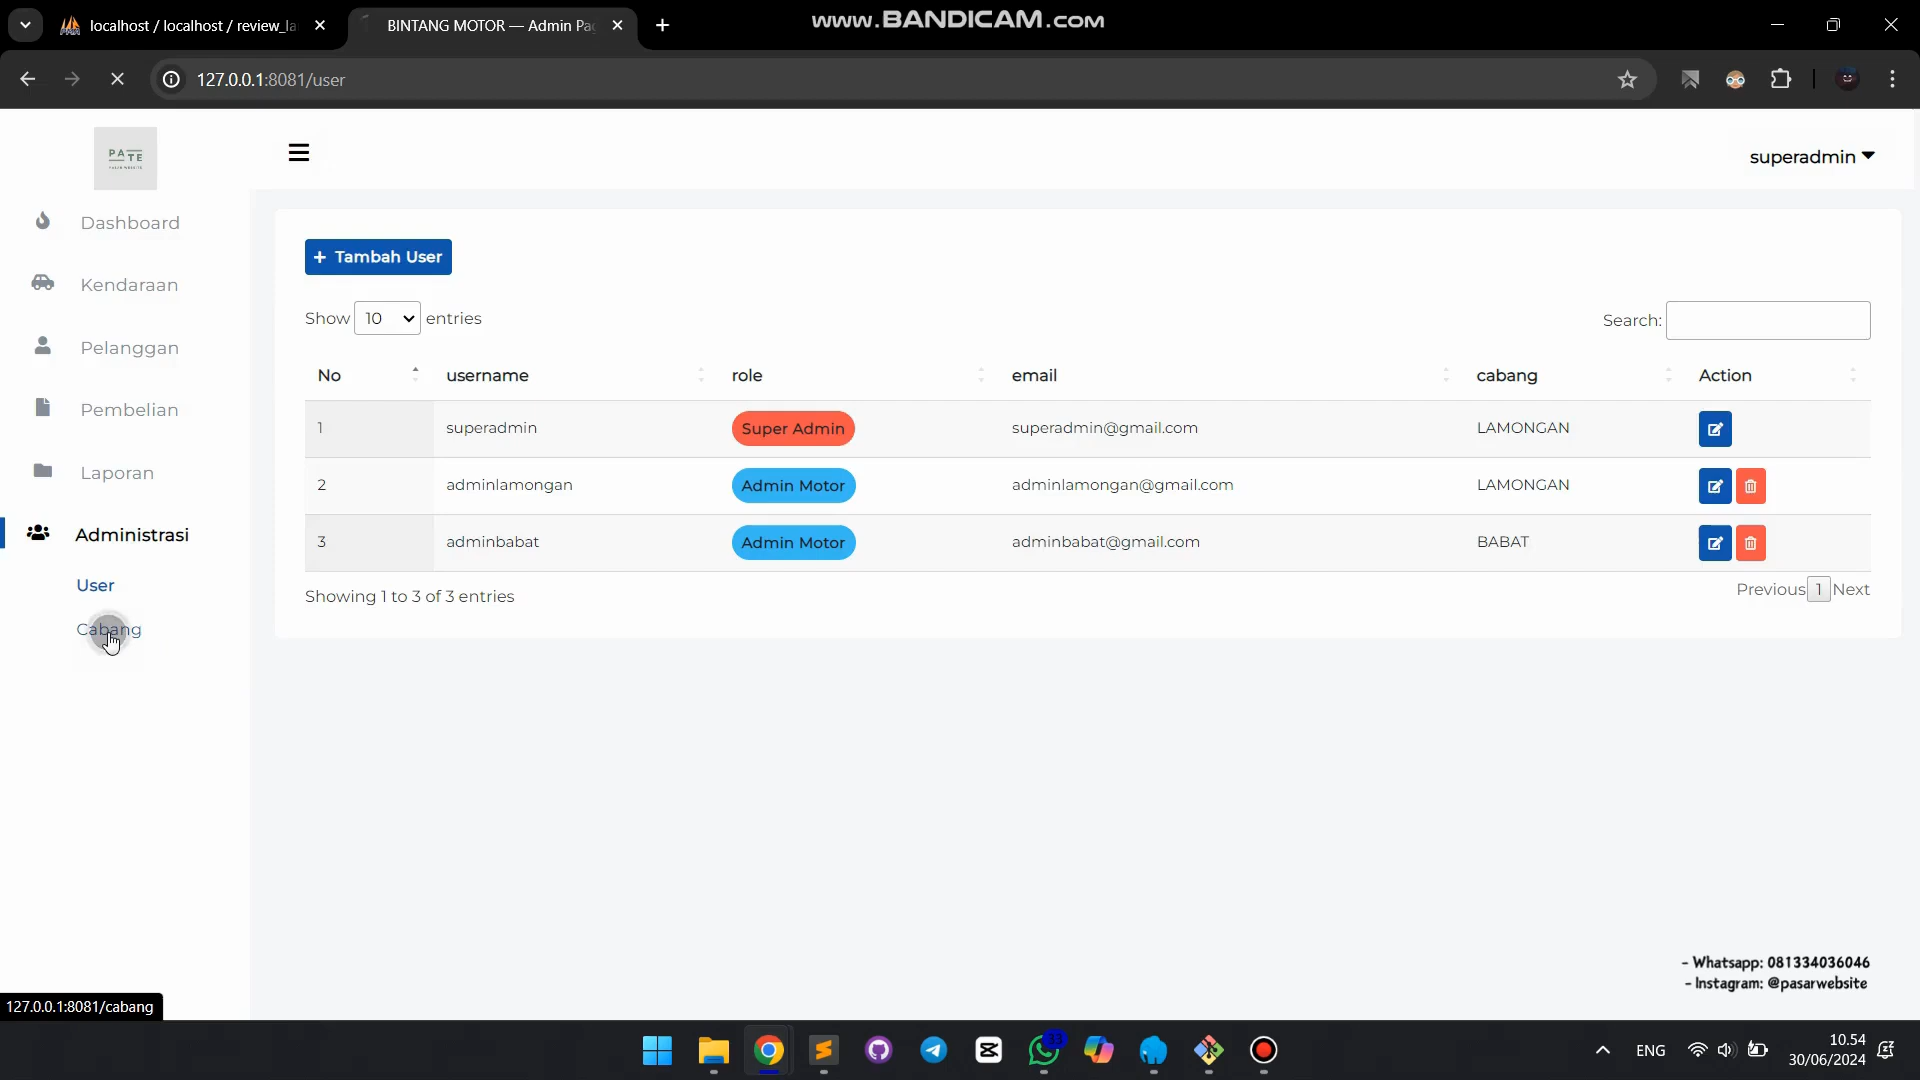 localhost / localhost / review_la
BINTANG MOTOR — Admin Pa
www.BANDICAM.com
127.0.0.1:8081/user
PATE
superadmin
Dashboard
Kendaraan
Pelanggan
Pembelian
Laporan
Administrasi
User
Cabang
+ Tambah User
Show 10 entries
Search:
No username role email cabang Action
1 superadmin Super Admin superadmin@gmail.com LAMONGAN
2 adminlamongan Admin Motor adminlamongan@gmail.com LAMONGAN
3 adminbabat Admin Motor adminbabat@gmail.com BABAT
Showing 1 to 3 of 3 entries
Previous 1 Next
- Whatsapp: 081334036046
- Instagram: @pasarwebsite
127.0.0.1:8081/cabang
33
ENG
10.54
30/06/2024